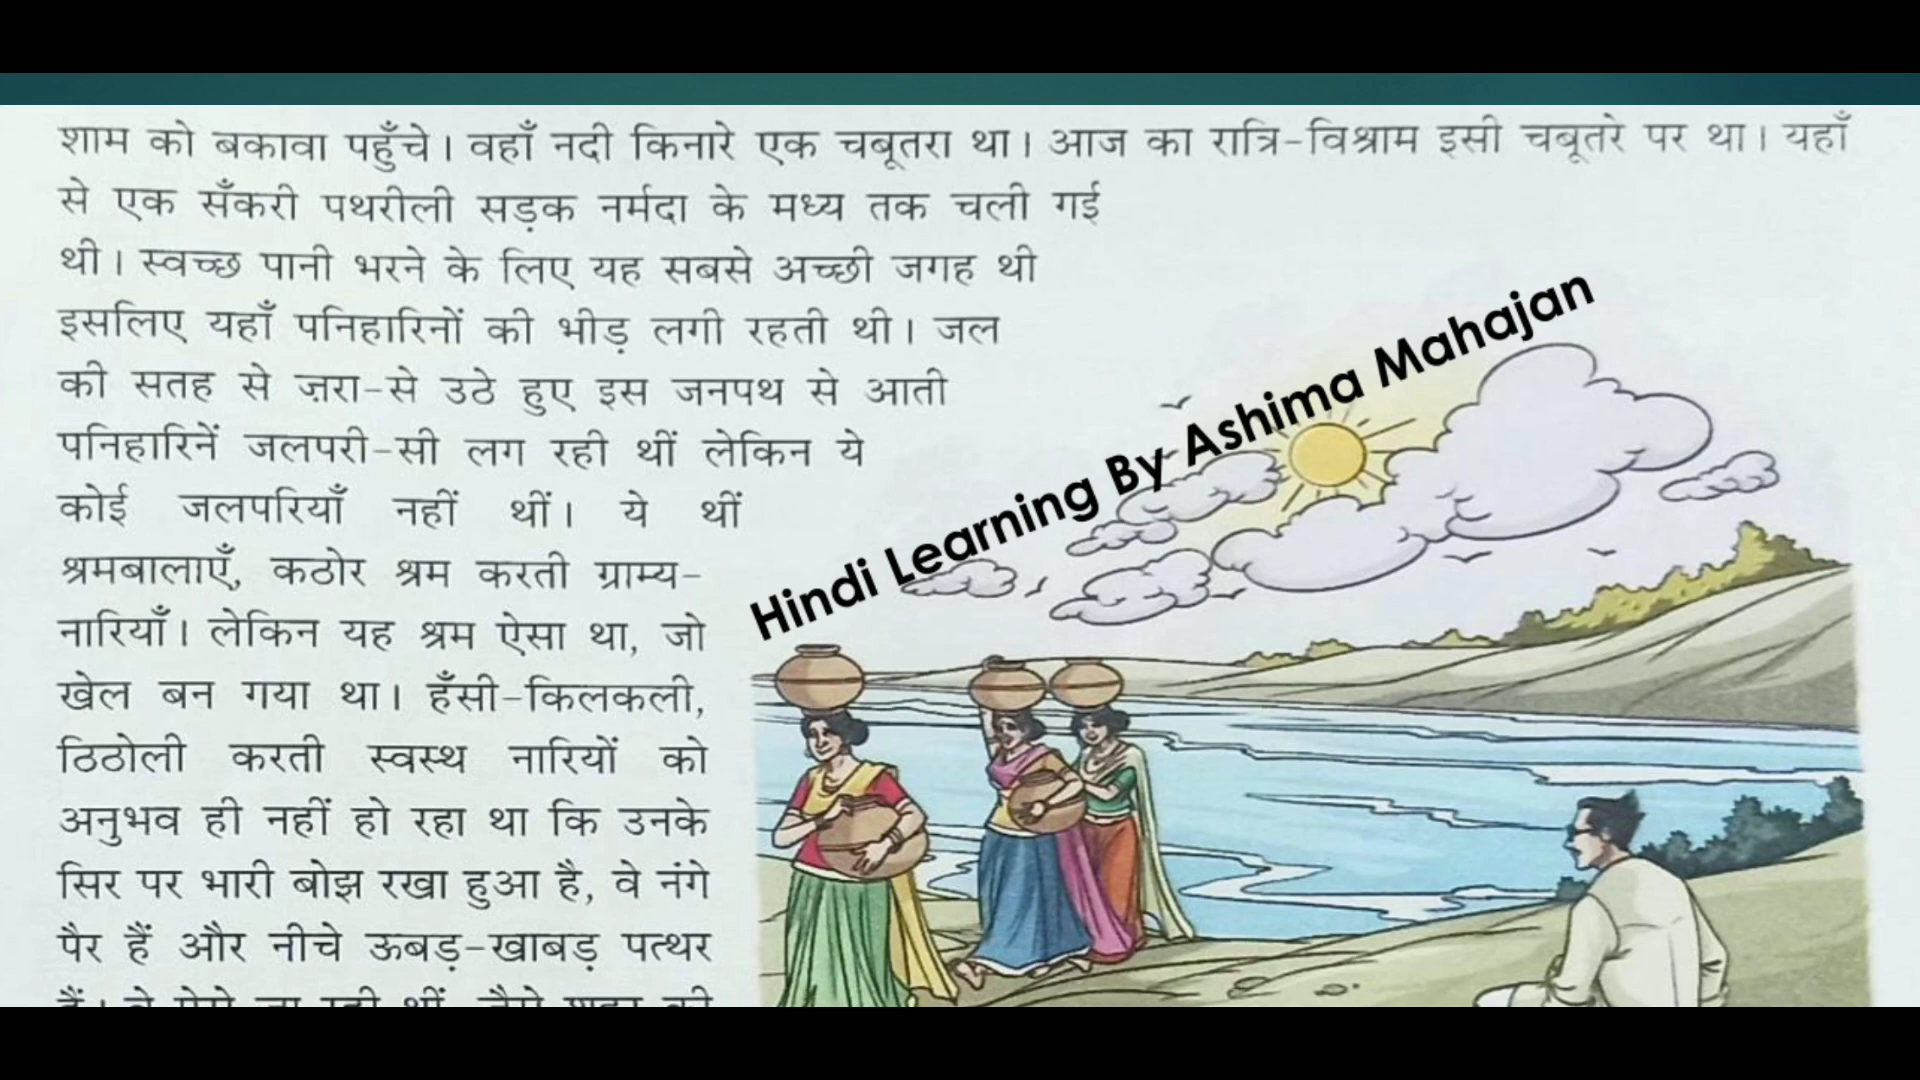 शाम को बकावा पहुँचे। वहाँ नदी किनारे एक चबूतरा था। आज का रात्रि-विश्राम इसी चबूतरे पर था। यहाँ
से एक सँकरी पथरीली सड़क नर्मदा के मध्य तक चली गई
थी। स्वच्छ पानी भरने के लिए यह सबसे अच्छी जगह थी
इसलिए यहाँ पनिहारिनों की भीड़ लगी रहती थी। जल
की सतह से ज़रा-से उठे हुए इस जनपथ से आती
पनिहारिनें जलपरी-सी लग रही थीं लेकिन ये
कोई जलपरियाँ नहीं थीं। ये थीं
श्रमबालाएँ, कठोर श्रम करती ग्राम्य-
नारियाँ। लेकिन यह श्रम ऐसा था, जो
खेल बन गया था। हँसी-किलकली,
ठिठोली करती स्वस्थ नारियों को
अनुभव ही नहीं हो रहा था कि उनके
सिर पर भारी बोझ रखा हुआ है, वे नंगे
पैर हैं और नीचे ऊबड़-खाबड़ पत्थर
Hindi Learning By Ashima Mahajan